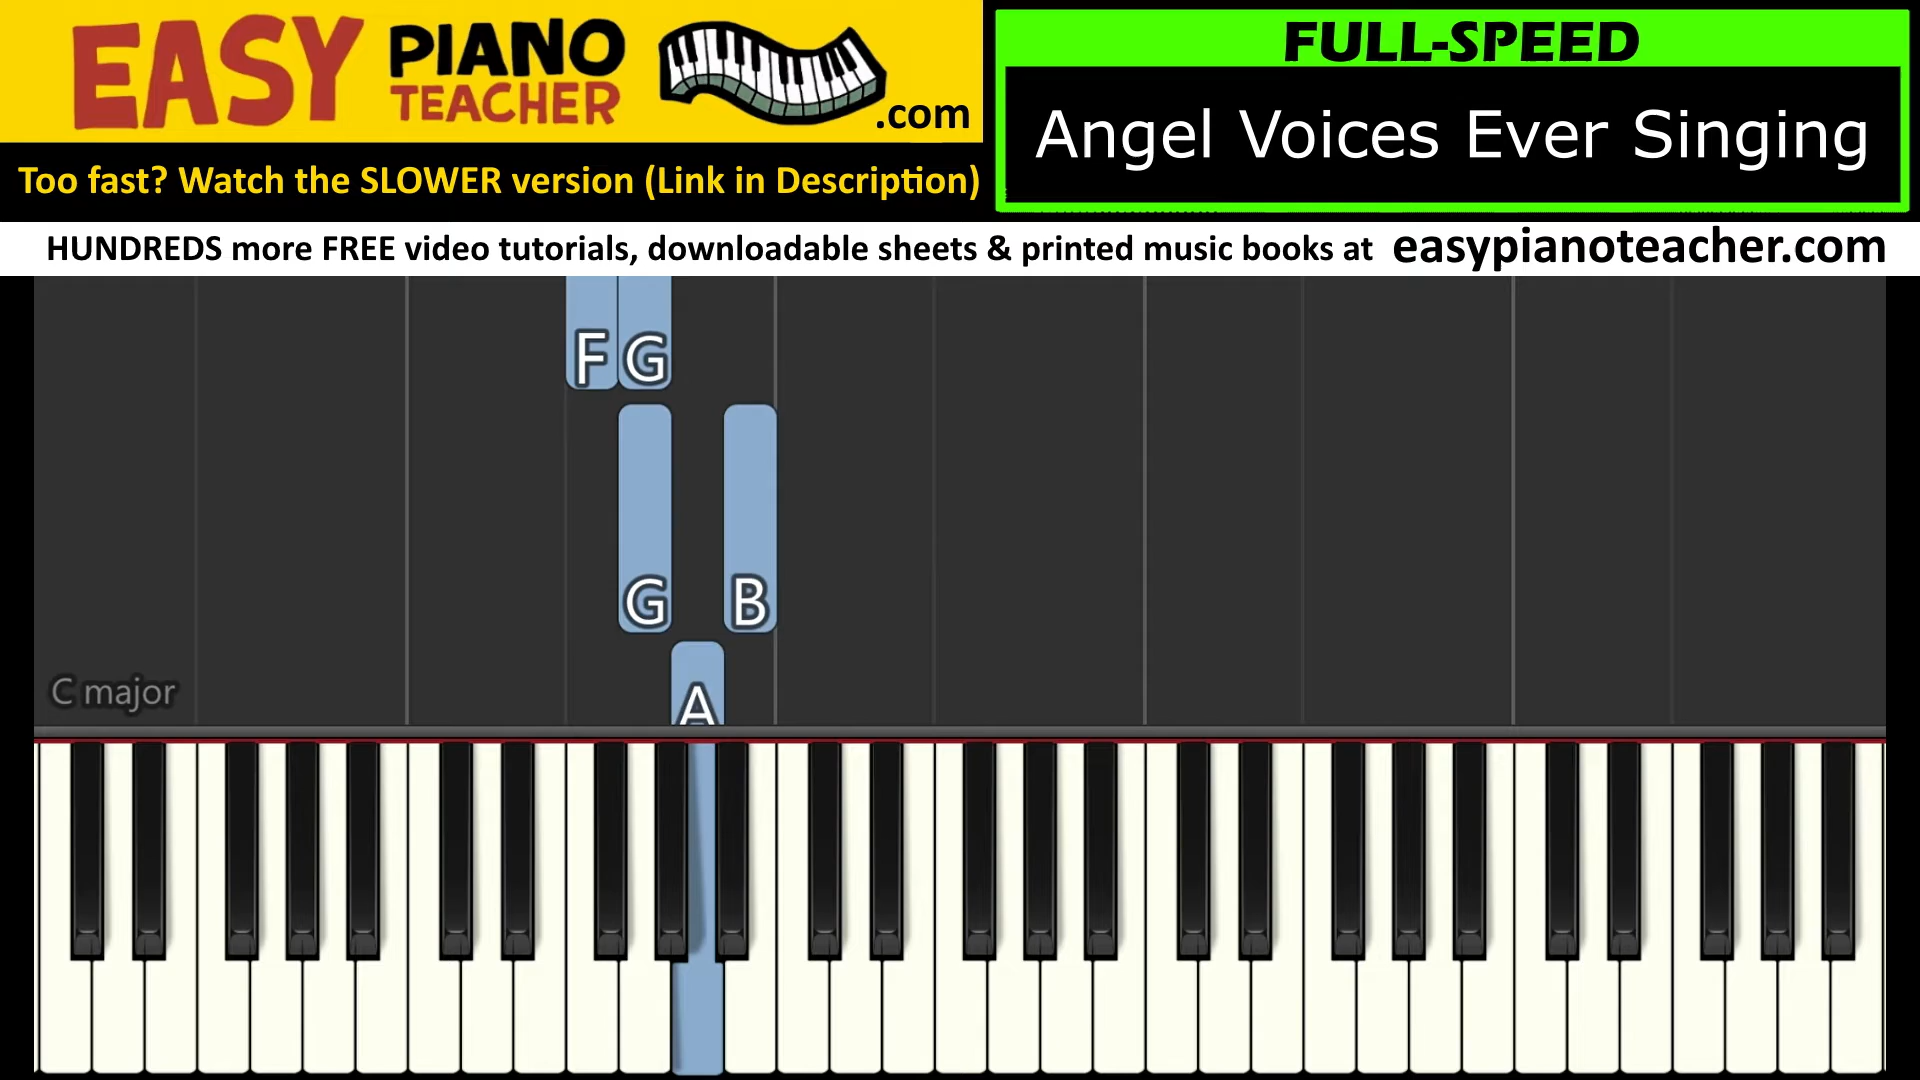 EASY PIANO TEACHER .com
Too fast? Watch the SLOWER version (Link in Description)
FULL-SPEED
Angel Voices Ever Singing
HUNDREDS more FREE video tutorials, downloadable sheets & printed music books at easypianoteacher.com
F G
G B
C major
A